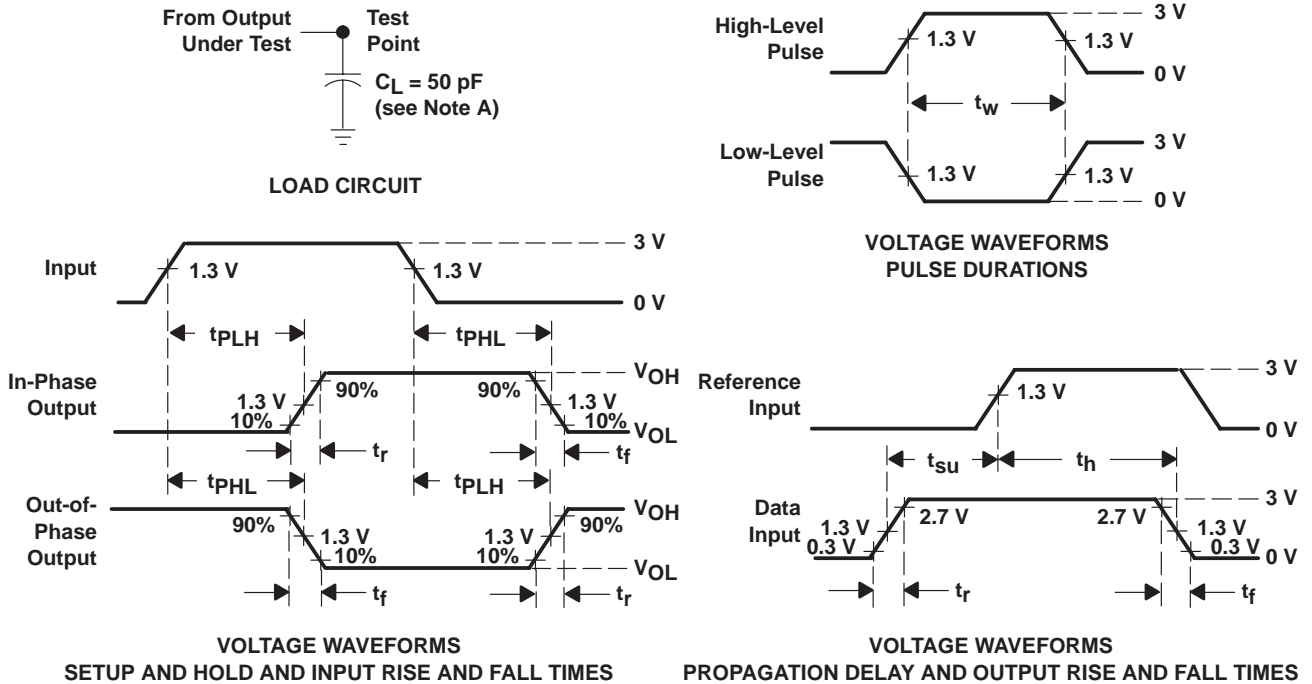 From Output
Under Test
Test
Point
CL = 50 pF
(see Note A)
LOAD CIRCUIT
High-Level
Pulse
3 V
1.3 V
1.3 V
0 V
tw
Low-Level
Pulse
3 V
1.3 V
1.3 V
0 V
VOLTAGE WAVEFORMS
PULSE DURATIONS
Input
3 V
1.3 V
1.3 V
0 V
tPLH
tPHL
In-Phase
Output
VOH
90%
90%
1.3 V
1.3 V
10%
10%
VOL
tr
tf
tPHL
tPLH
Out-of-
Phase
Output
VOH
90%
90%
1.3 V
1.3 V
10%
10%
VOL
tf
tr
VOLTAGE WAVEFORMS
SETUP AND HOLD AND INPUT RISE AND FALL TIMES
Reference
Input
3 V
1.3 V
0 V
tsu
th
Data
Input
3 V
2.7 V
2.7 V
1.3 V
1.3 V
0.3 V
0.3 V
0 V
tr
tf
VOLTAGE WAVEFORMS
PROPAGATION DELAY AND OUTPUT RISE AND FALL TIMES